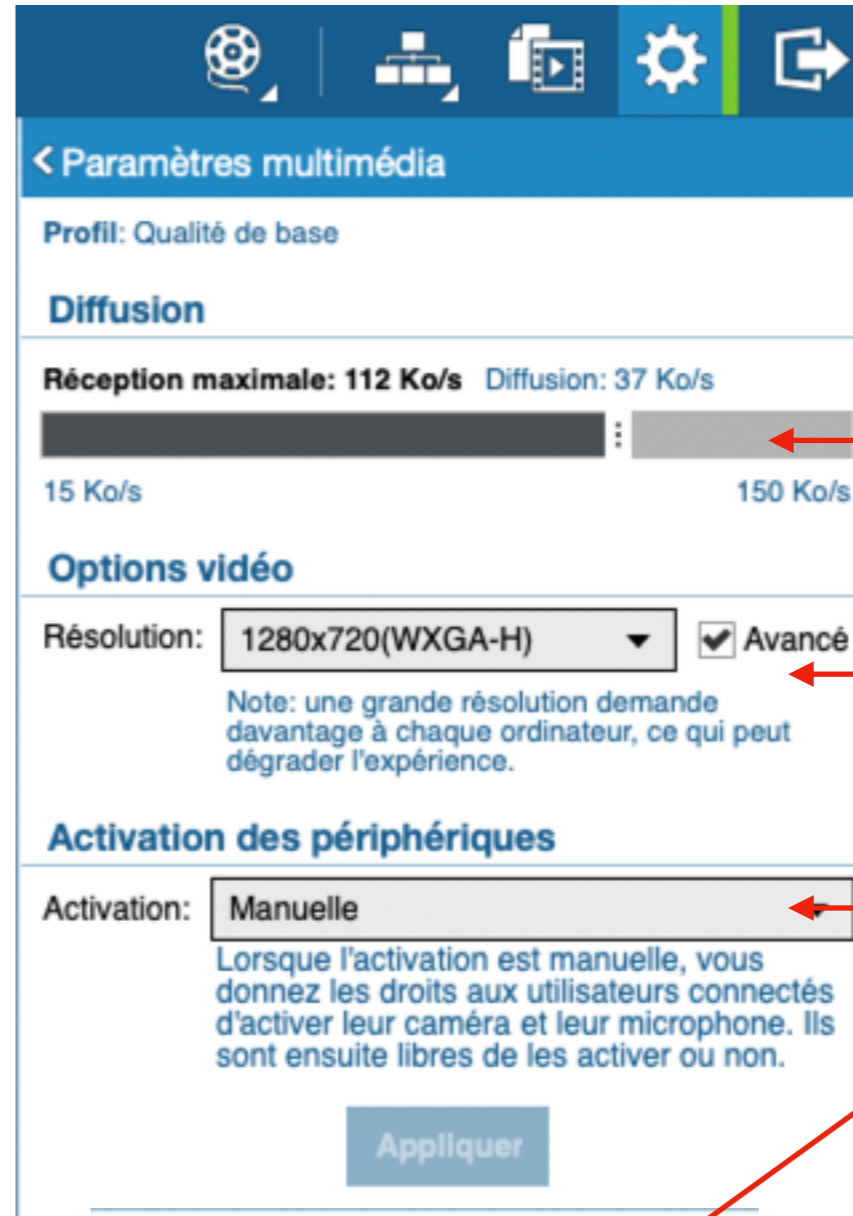 Paramètres multimédia
Profil: Qualité de base
Diffusion
Réception maximale: 112 Ko/s Diffusion: 37 Ko/s
15 Ko/s 150 Ko/s
Options vidéo
Résolution: 1280x720(WXGA-H) Avancé
Note: une grande résolution demande
davantage à chaque ordinateur, ce qui peut
dégrader l'expérience.
Activation des périphériques
Activation: Manuelle
Lorsque l'activation est manuelle, vous
donnez les droits aux utilisateurs connectés
d'activer leur caméra et leur microphone. Ils
sont ensuite libres de les activer ou non.
Appliquer